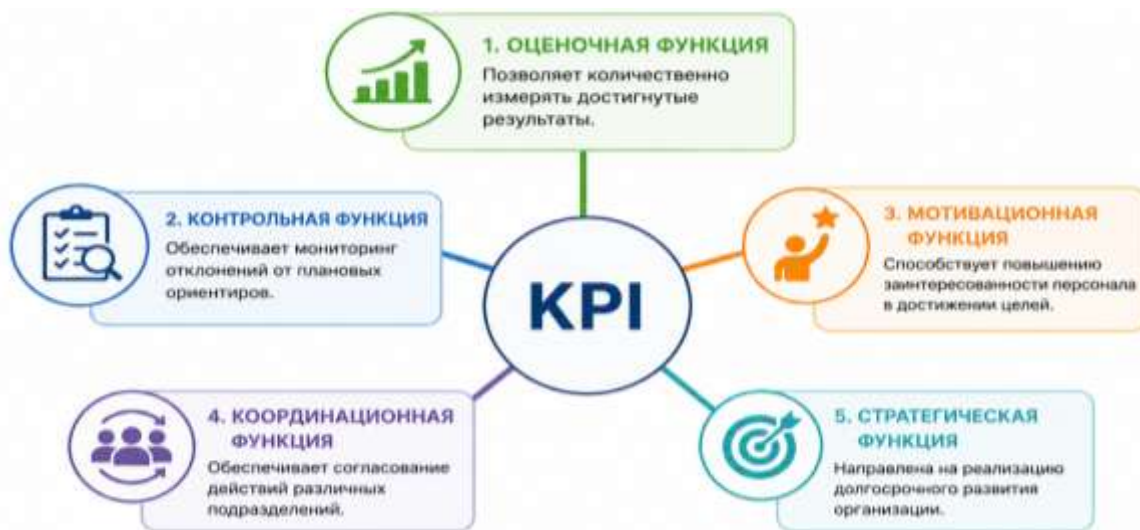 1. ОЦЕНОЧНАЯ ФУНКЦИЯ
Позволяет количественно
измерять достигнутые
результаты.
2. КОНТРОЛЬНАЯ ФУНКЦИЯ
Обеспечивает мониторинг
отклонений от плановых
ориентиров.
3. МОТИВАЦИОННАЯ
ФУНКЦИЯ
Способствует повышению
заинтересованности персонала
в достижении целей.
KPI
4. КООРДИНАЦИОННАЯ
ФУНКЦИЯ
Обеспечивает согласование
действий различных
подразделений.
5. СТРАТЕГИЧЕСКАЯ
ФУНКЦИЯ
Направлена на реализацию
долгосрочного развития
организации.